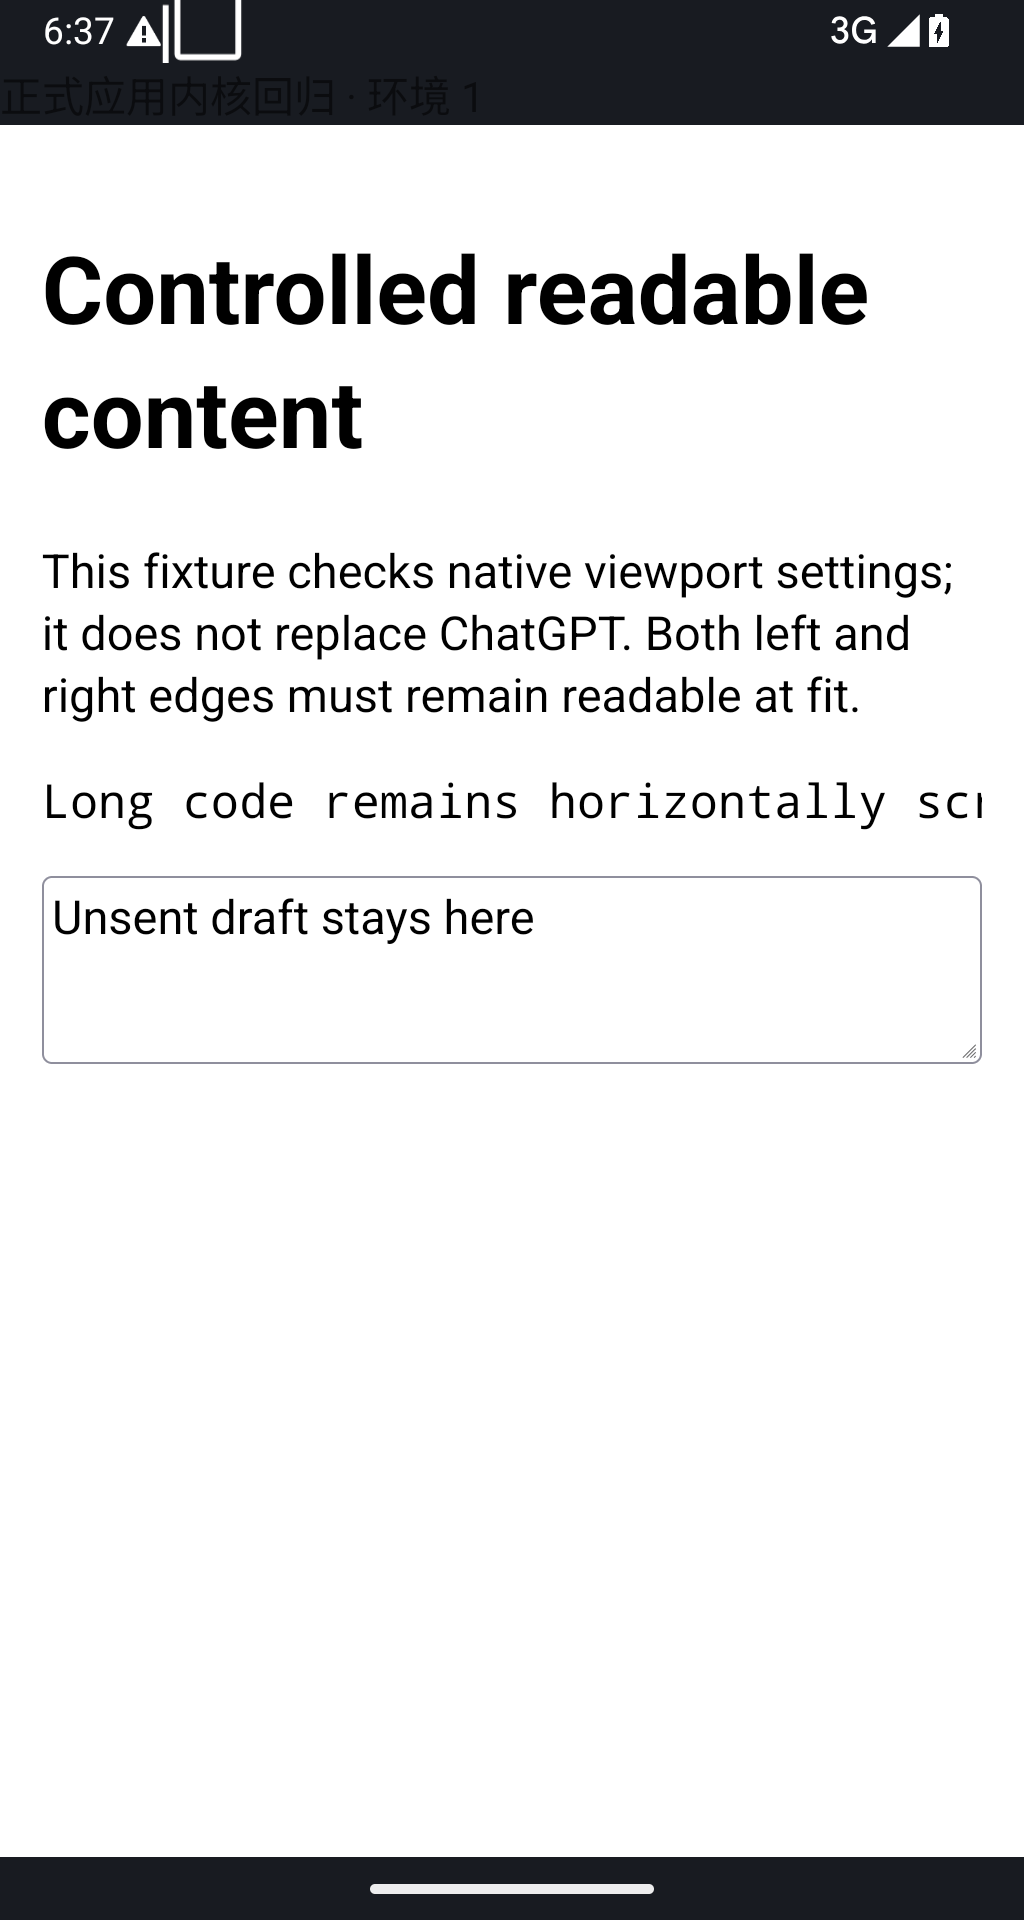 6:37
3G
正式应用内核回归 · 环境 1
Controlled readable
content
This fixture checks native viewport settings;
it does not replace ChatGPT. Both left and
right edges must remain readable at fit.
Long code remains horizontally scr
Unsent draft stays here